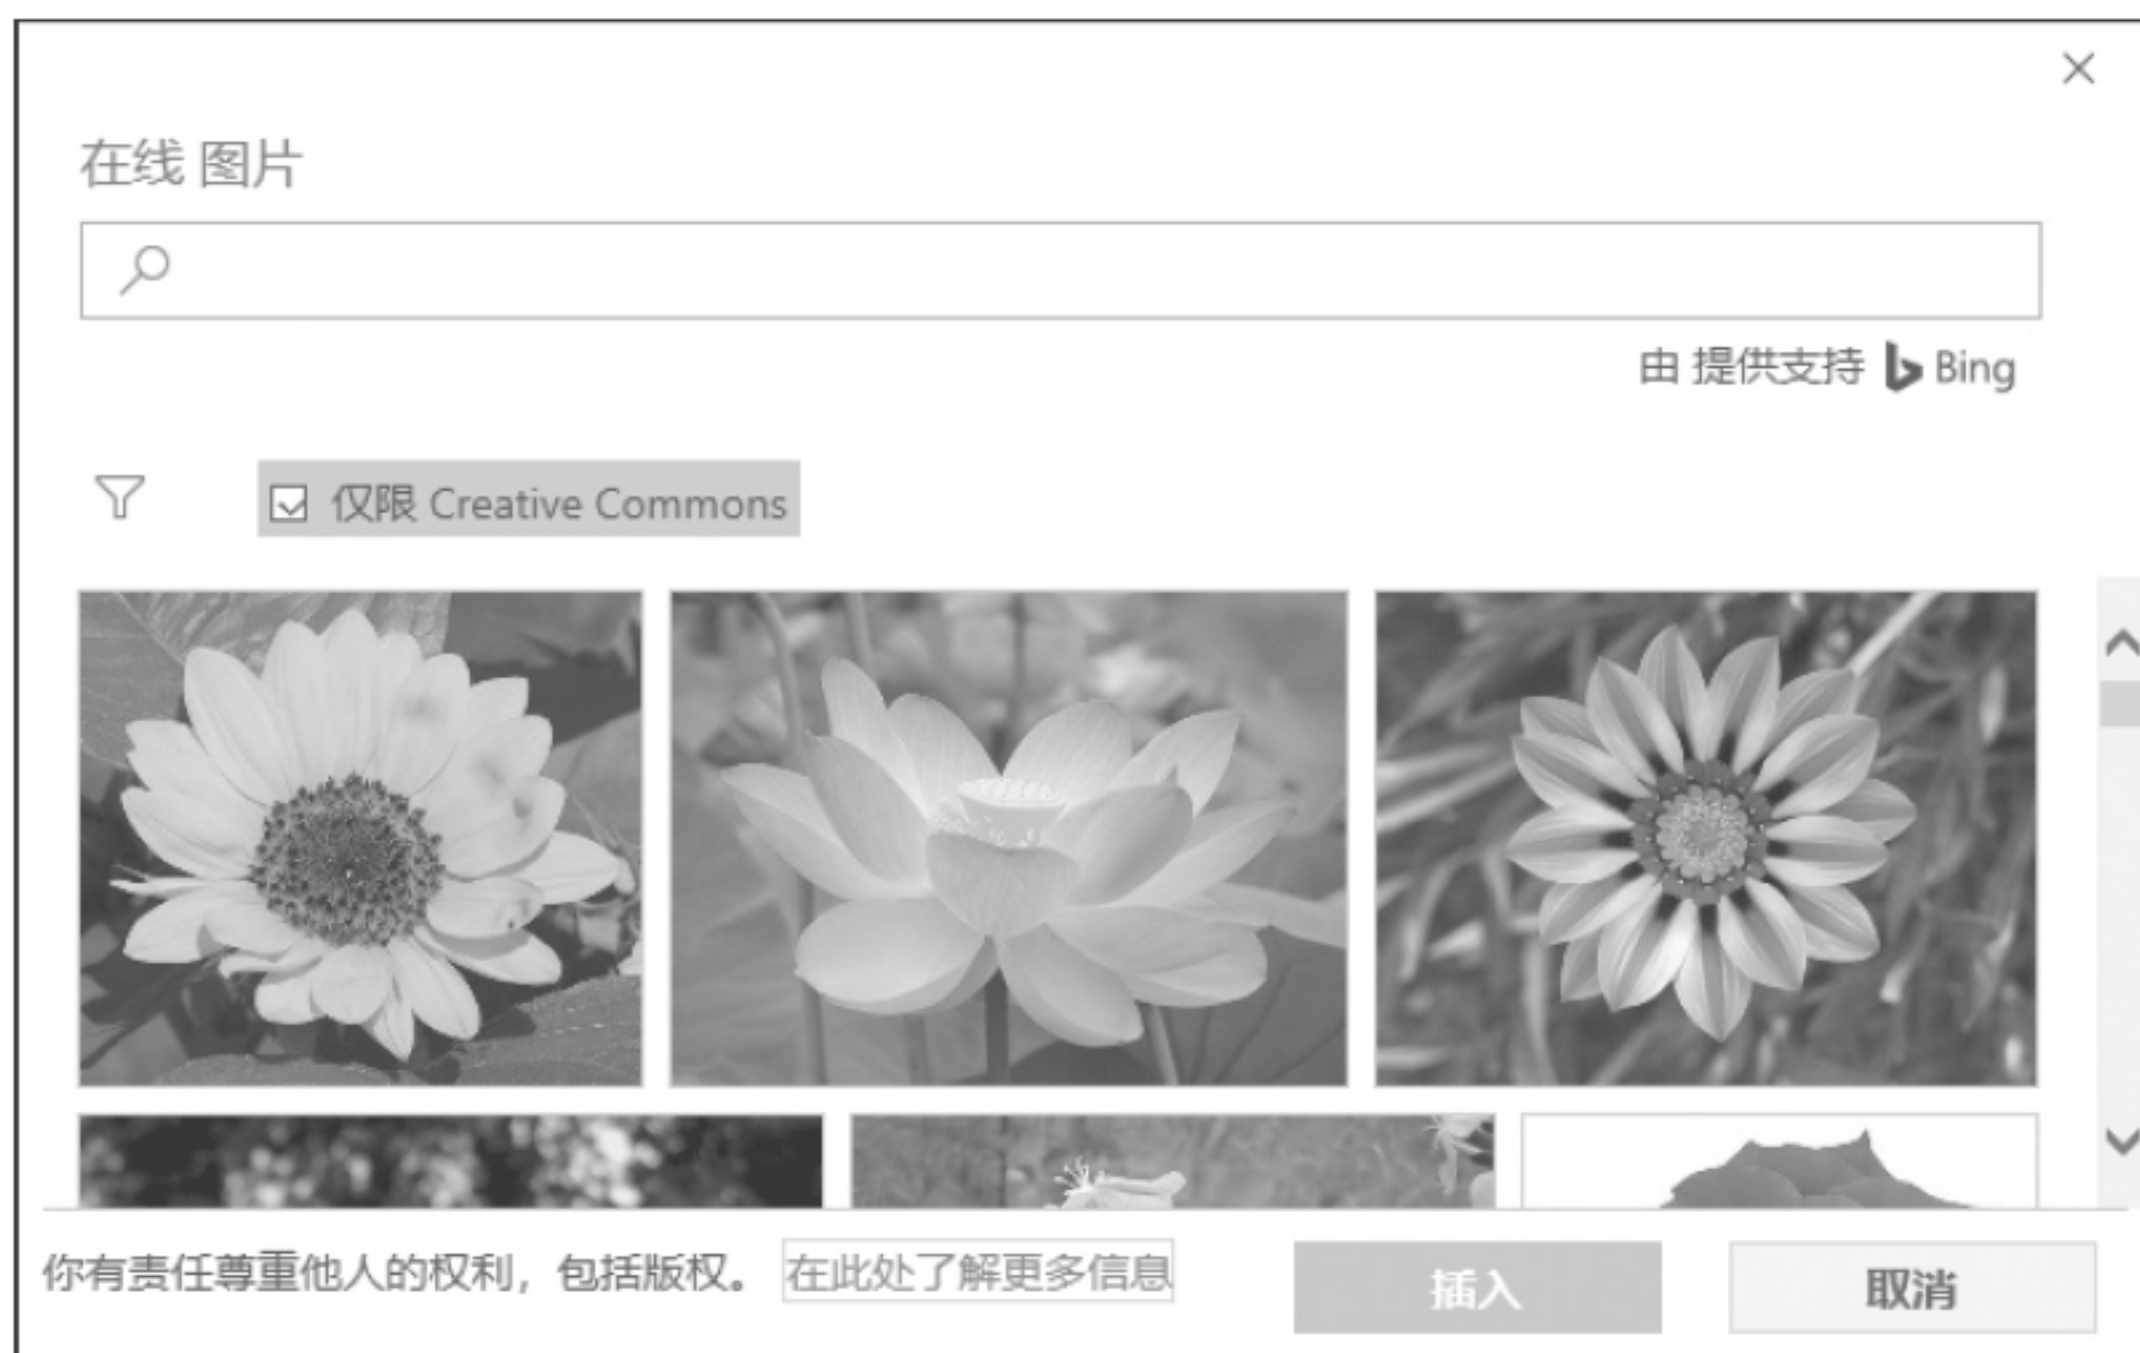 在线 图片
由 提供支持 Bing
仅限 Creative Commons
你有责任尊重他人的权利，包括版权。 在此处了解更多信息
插入 取消